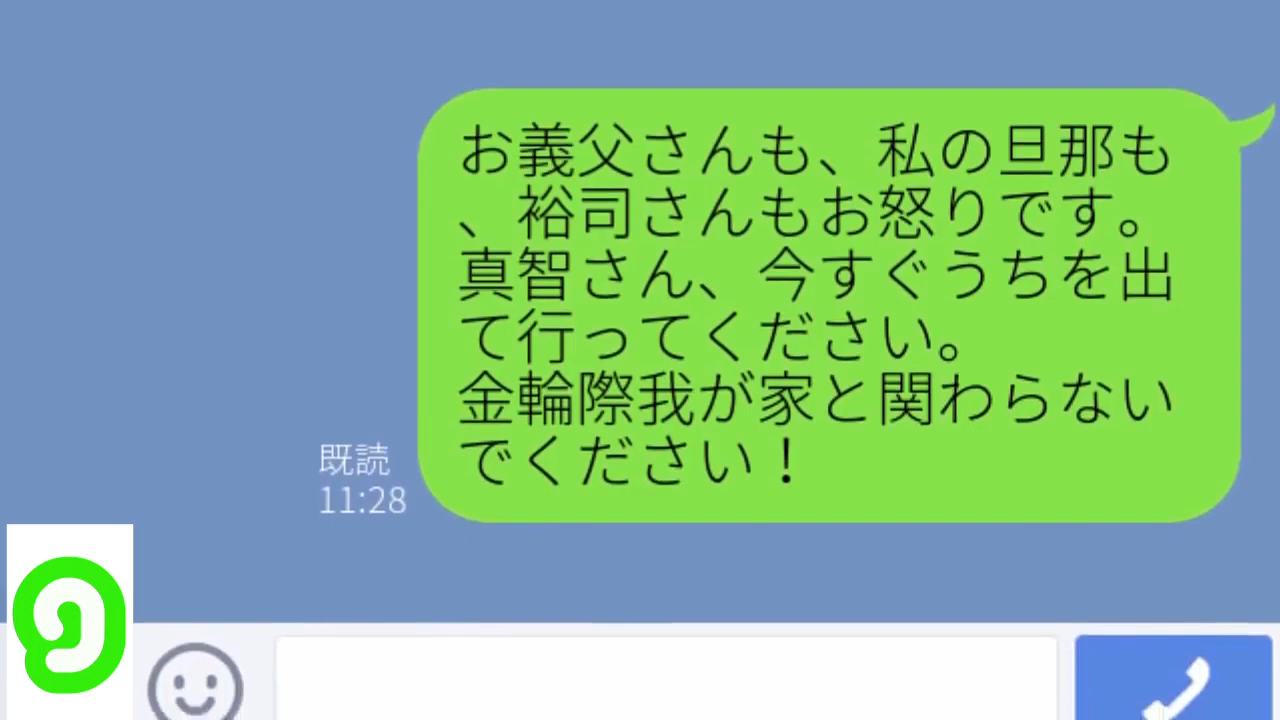 お義父さんも、私の旦那も
、裕司さんもお怒りです。
真智さん、今すぐうちを出
て行ってください。
金輪際我が家と関わらない
でください！
既読
11:28